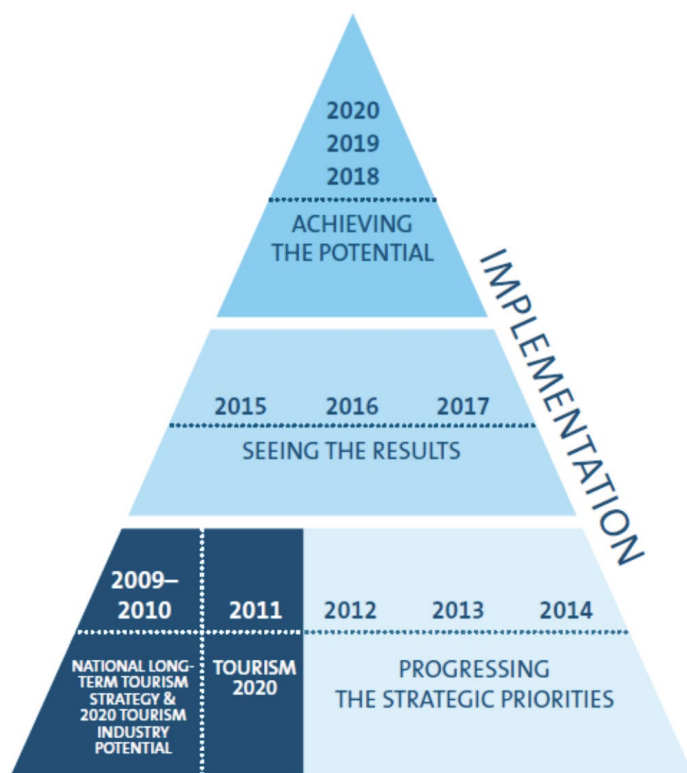 2020
2019
2018
ACHIEVING
THE POTENTIAL
IMPLEMENTATION
2015 2016 2017
SEEING THE RESULTS
2009–
2010
NATIONAL LONG-
TERM TOURISM
STRATEGY &
2020 TOURISM
INDUSTRY
POTENTIAL
2011
TOURISM
2020
2012 2013 2014
PROGRESSING
THE STRATEGIC PRIORITIES